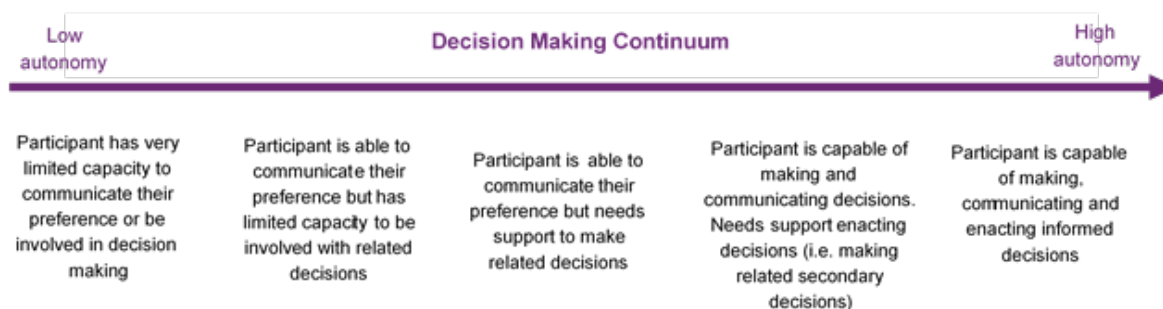 Low
autonomy
Decision Making Continuum
High
autonomy
Participant has very
limited capacity to
communicate their
preference or be
involved in decision
making
Participant is able to
communicate their
preference but has
limited capacity to be
involved with related
decisions
Participant is able to
communicate their
preference but needs
support to make
related decisions
Participant is capable of
making and
communicating decisions.
Needs support enacting
decisions (i.e. making
related secondary
decisions)
Participant is capable
of making,
communicating and
enacting informed
decisions